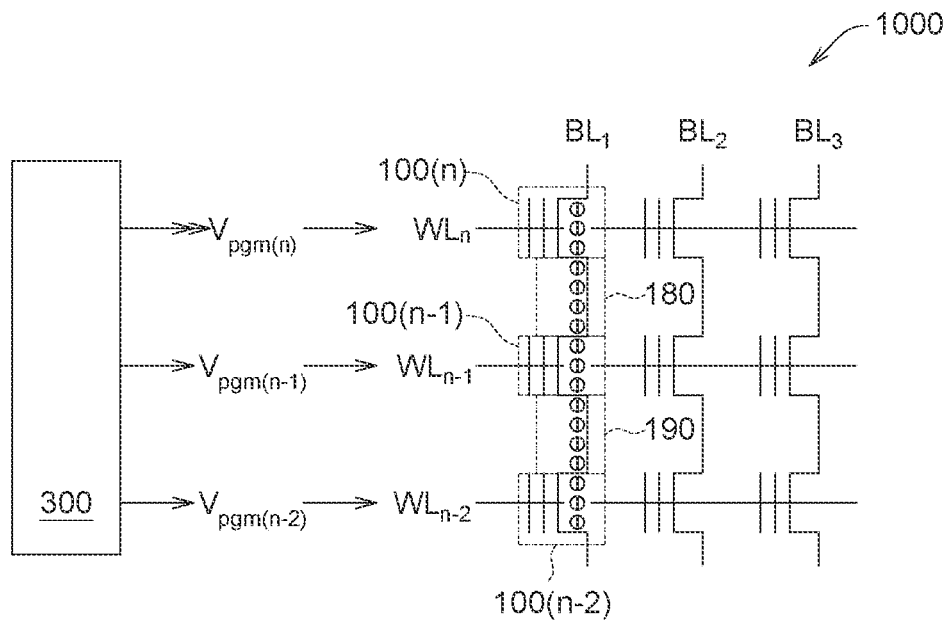 1000
BL1 BL2 BL3
100(n)
Vpgm(n) WLn
180
100(n-1)
Vpgm(n-1) WLn-1
190
300 Vpgm(n-2) WLn-2
100(n-2)